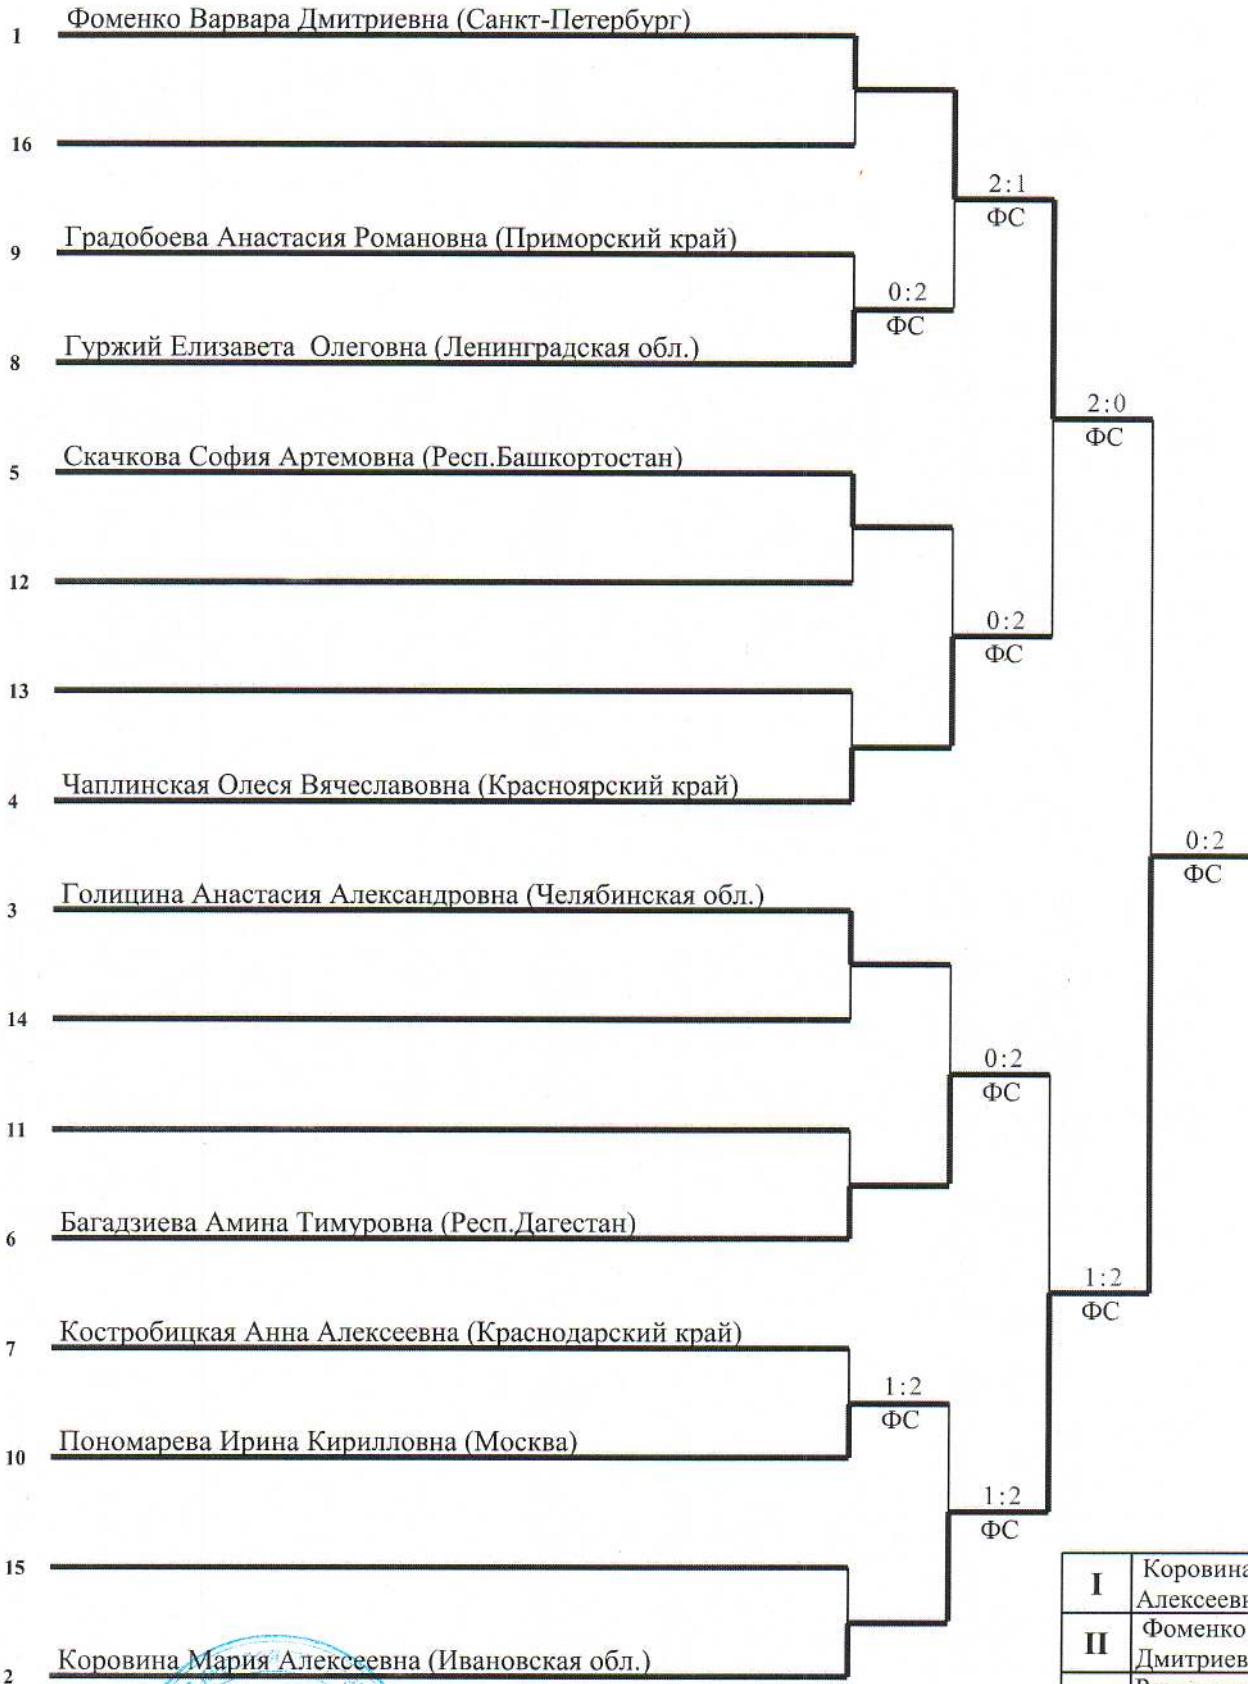 Фоменко Варвара Дмитриевна (Санкт-Петербург)
1
16
2:1
ФС
Градобоева Анастасия Романовна (Приморский край)
9
0:2
ФС
Гуржий Елизавета Олеговна (Ленинградская обл.)
8
2:0
ФС
Скачкова София Артемовна (Респ.Башкортостан)
5
12
0:2
ФС
13
Чаплинская Олеся Вячеславовна (Красноярский край)
4
0:2
ФС
Голицина Анастасия Александровна (Челябинская обл.)
3
14
0:2
ФС
11
Багадзиева Амина Тимуровна (Респ.Дагестан)
6
1:2
ФС
Костробицкая Анна Алексеевна (Краснодарский край)
7
1:2
ФС
Пономарева Ирина Кирилловна (Москва)
10
1:2
ФС
15
I Коровина
Алексеевн
II Фоменко
Дмитриев
Коровина Мария Алексеевна (Ивановская обл.)
2